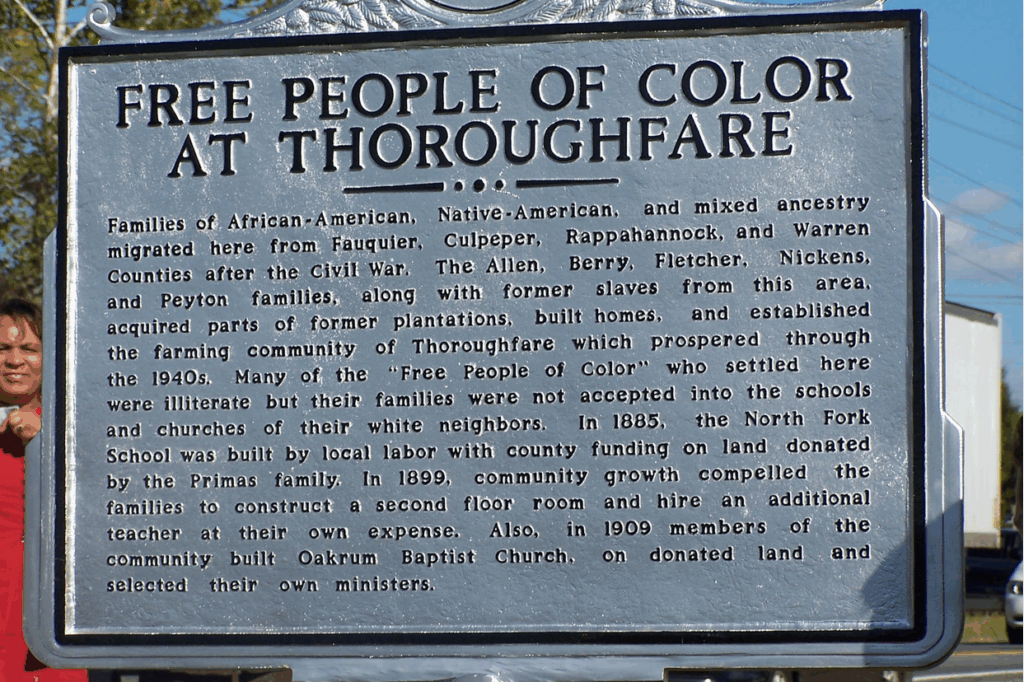 FREE PEOPLE OF COLOR
AT THOROUGHFARE
Families of African-American, Native-American, and mixed ancestry
migrated here from Fauquier, Culpeper, Rappahannock, and Warren
Counties after the Civil War. The Allen, Berry, Fletcher, Nickens,
and Peyton families, along with former slaves from this area,
acquired parts of former plantations, built homes, and established
the farming community of Thoroughfare which prospered through
the 1940s. Many of the "Free People of Color" who settled here
were illiterate but their families were not accepted into the schools
and churches of their white neighbors. In 1885, the North Fork
School was built by local labor with county funding on land donated
by the Primas family. In 1899, community growth compelled the
families to construct a second floor room and hire an additional
teacher at their own expense. Also, in 1909 members of the
community built Oakrum Baptist Church, on donated land and
selected their own ministers.